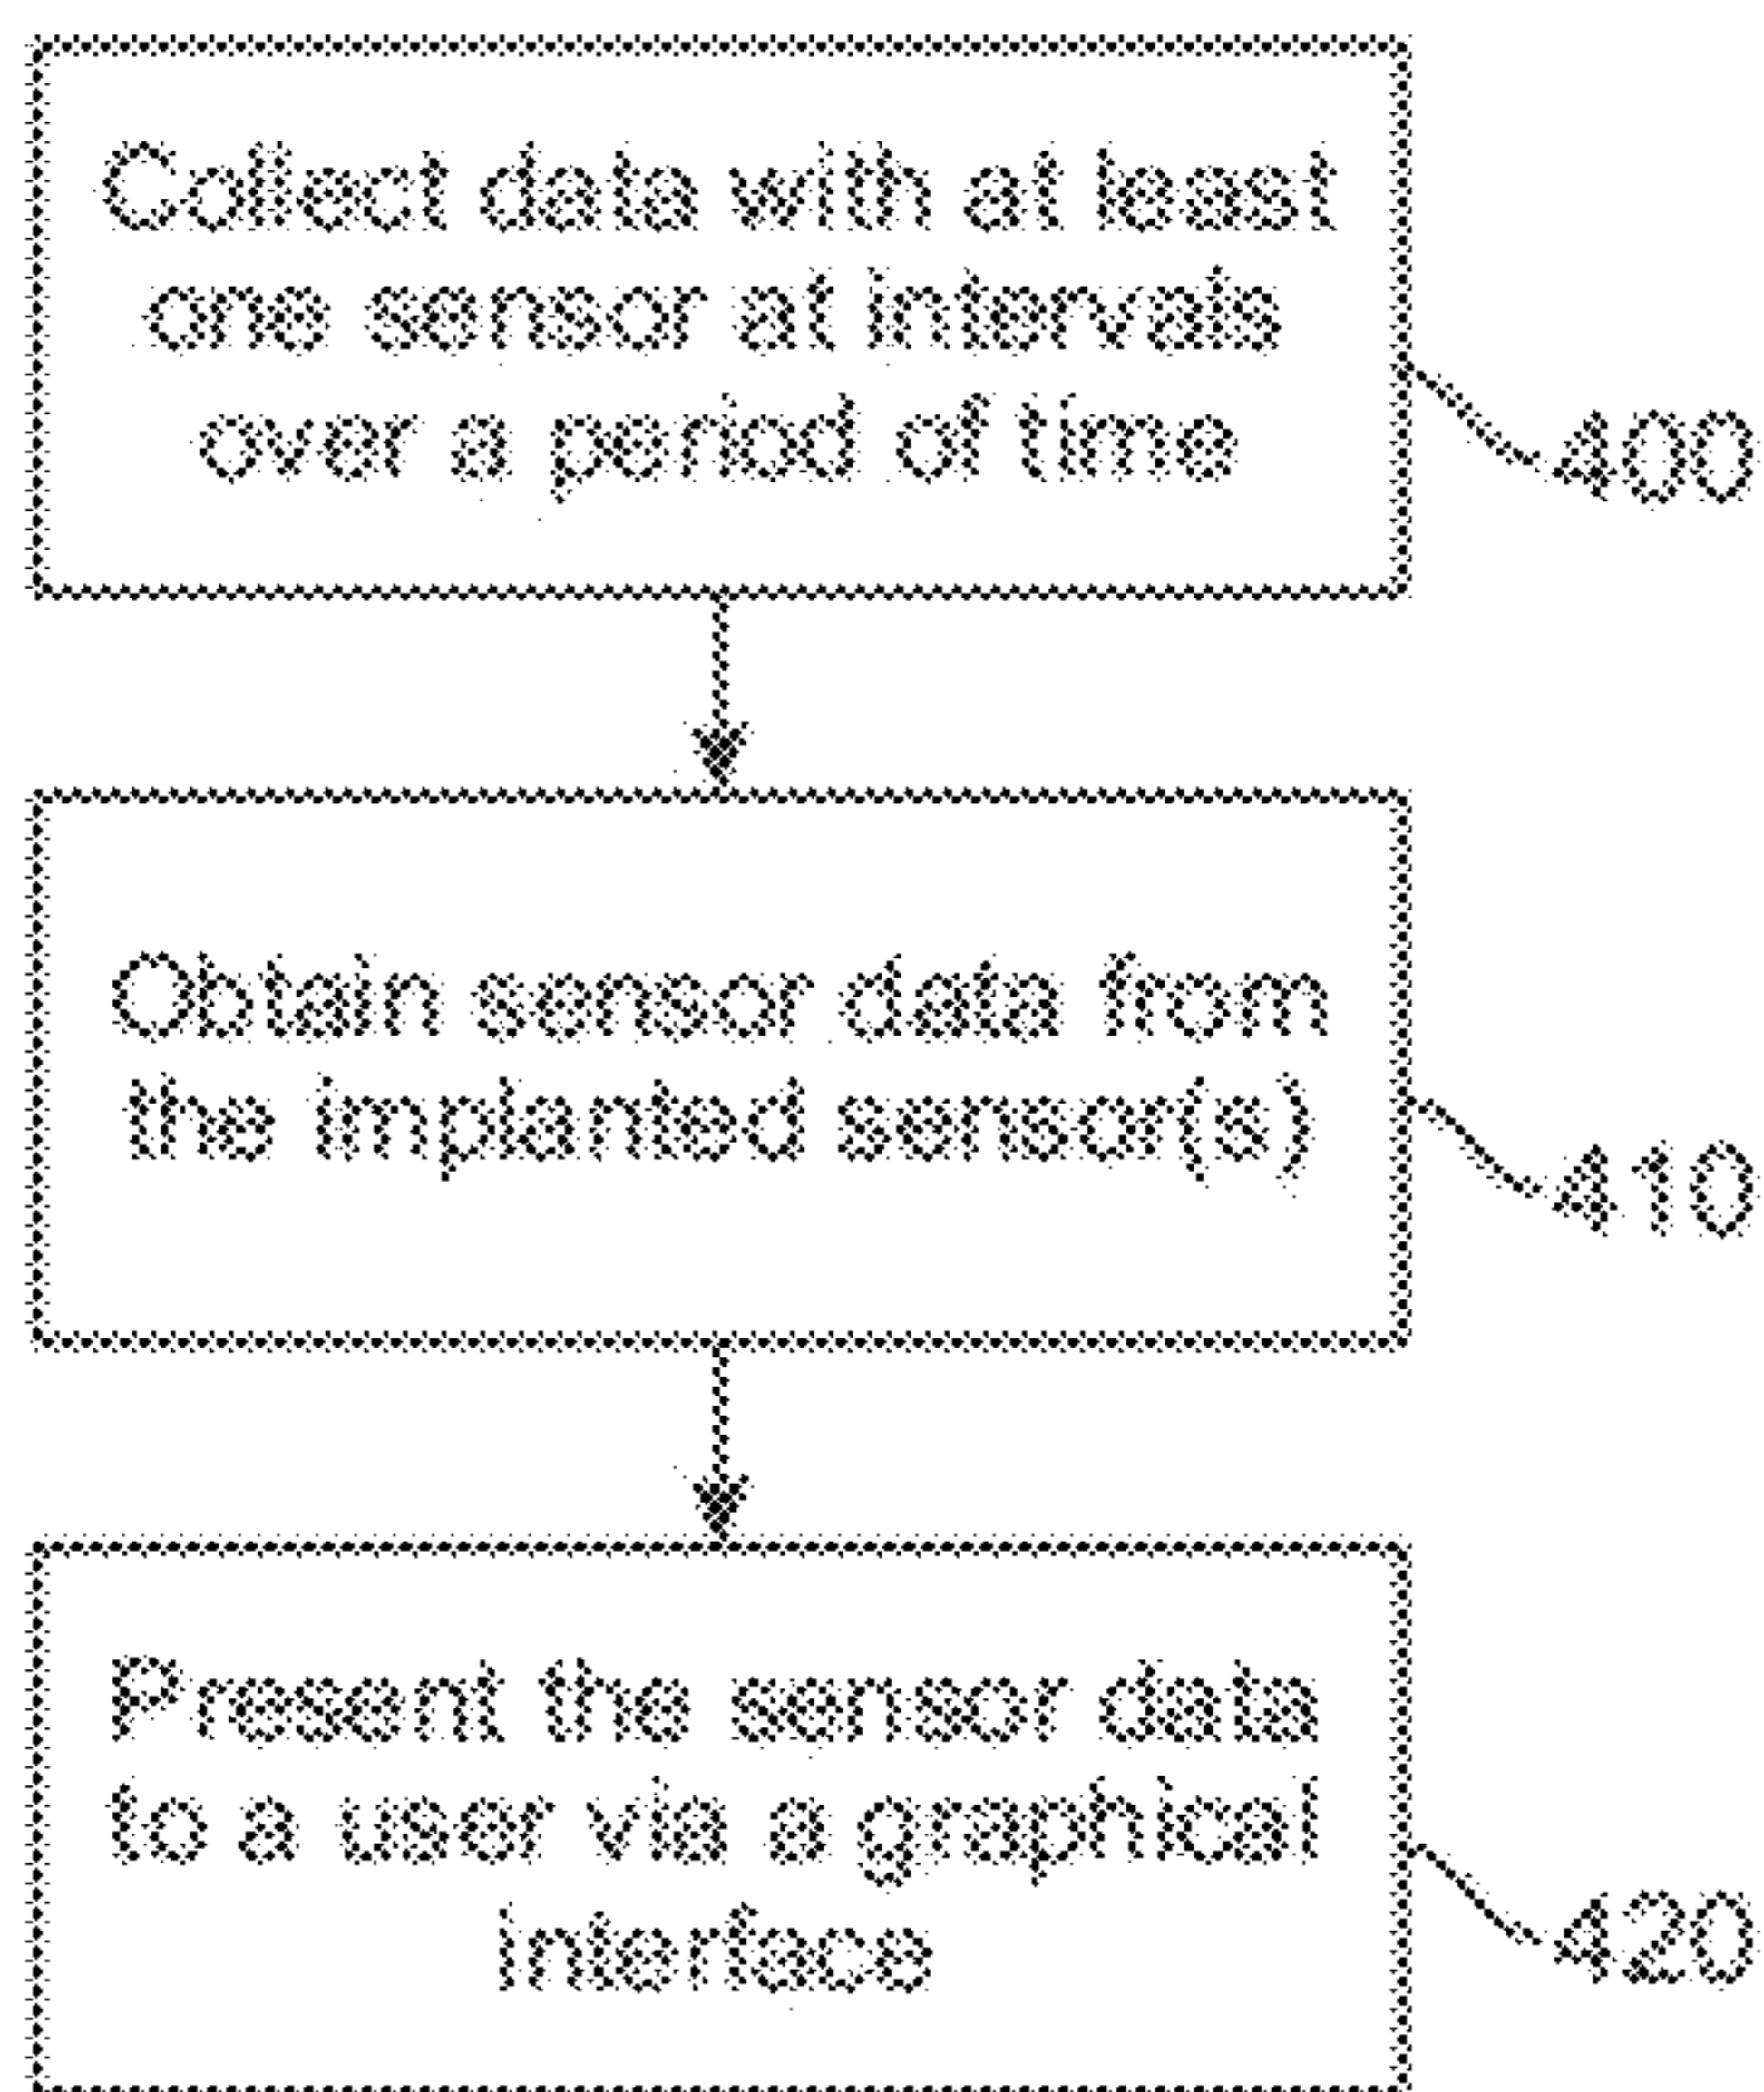 Collect data with at least
one sensor at intervals
over a period of time
400
Obtain sensor data from
the implanted sensor(s)
410
Present the sensor data
to a user via a graphical
interface
420